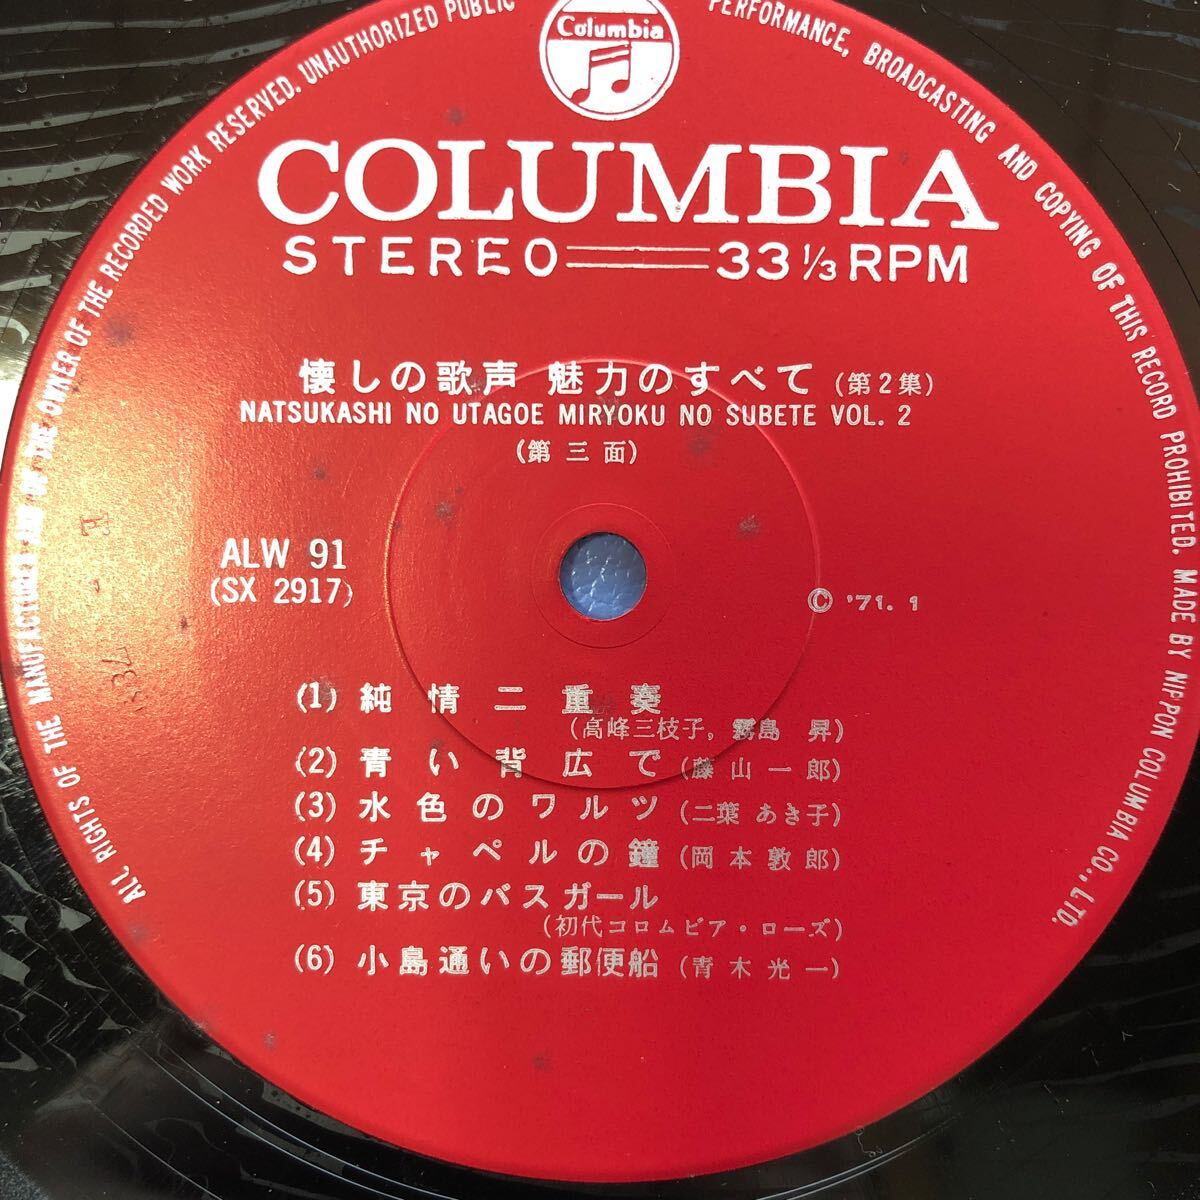 ALL RIGHTS OF THE MANUFACTURER AND OF THE OWNER OF THE RECORDED WORK RESERVED. UNAUTHORIZED PUBLIC PERFORMANCE, BROADCASTING AND COPYING OF THIS RECORD PROHIBITED. MADE BY NIPPON COLUMBIA CO., LTD.
Columbia
COLUMBIA
STEREO 33 1/3 RPM
懐しの歌声 魅力のすべて (第2集)
NATSUKASHI NO UTAGOE MIRYOKU NO SUBETE VOL. 2
(第三面)
ALW 91
(SX 2917)
© '71. 1
(1) 純情二重奏
(高峰三枝子, 霧島 昇)
(2) 青い背広で (藤山一郎)
(3) 水色のワルツ (二葉あき子)
(4) チャペルの鐘 (岡本敦郎)
(5) 東京のバスガール
(初代コロムビア・ローズ)
(6) 小島通いの郵便船 (青木光一)